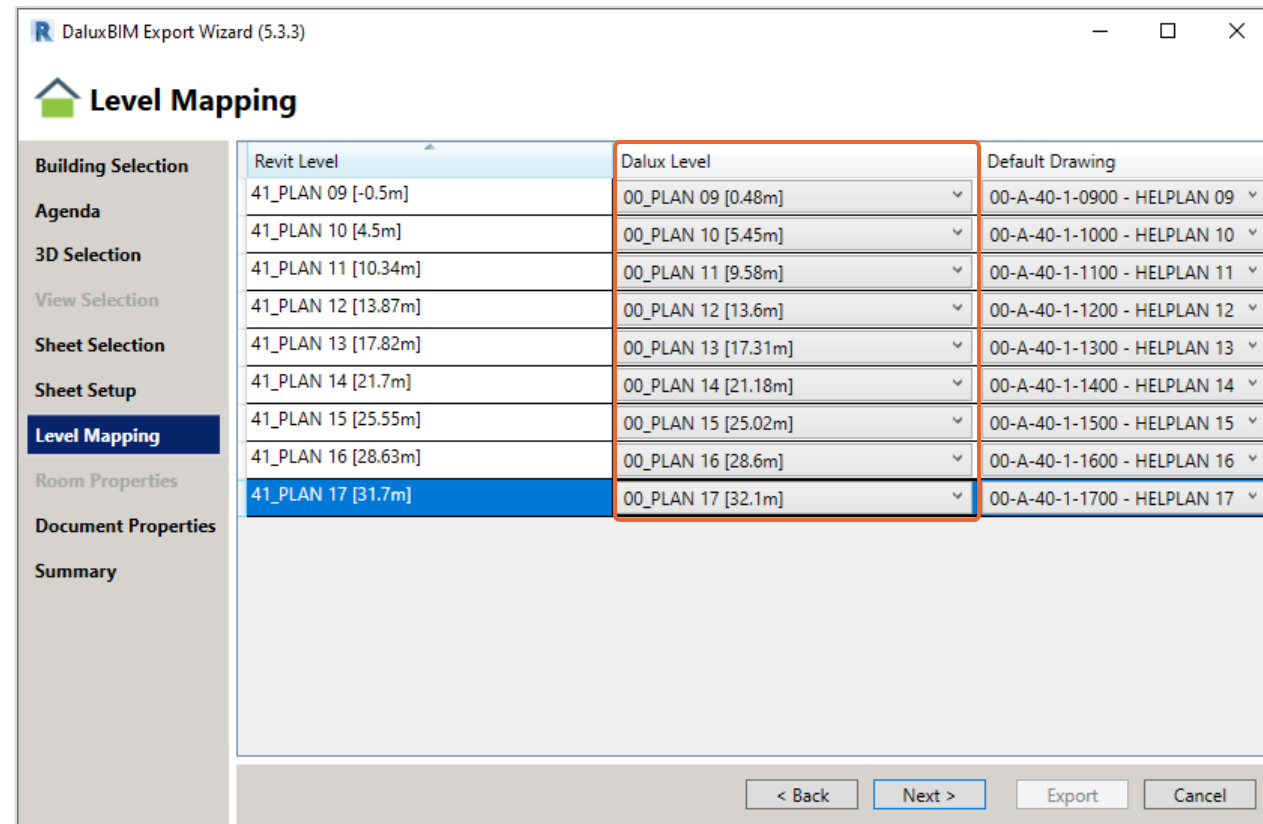 DaluxBIM Export Wizard (5.3.3)
Level Mapping
Building Selection
Agenda
3D Selection
View Selection
Sheet Selection
Sheet Setup
Level Mapping
Room Properties
Document Properties
Summary
Revit Level Dalux Level Default Drawing
41_PLAN 09 [-0.5m] 00_PLAN 09 [0.48m] 00-A-40-1-0900 - HELPLAN 09
41_PLAN 10 [4.5m] 00_PLAN 10 [5.45m] 00-A-40-1-1000 - HELPLAN 10
41_PLAN 11 [10.34m] 00_PLAN 11 [9.58m] 00-A-40-1-1100 - HELPLAN 11
41_PLAN 12 [13.87m] 00_PLAN 12 [13.6m] 00-A-40-1-1200 - HELPLAN 12
41_PLAN 13 [17.82m] 00_PLAN 13 [17.31m] 00-A-40-1-1300 - HELPLAN 13
41_PLAN 14 [21.7m] 00_PLAN 14 [21.18m] 00-A-40-1-1400 - HELPLAN 14
41_PLAN 15 [25.55m] 00_PLAN 15 [25.02m] 00-A-40-1-1500 - HELPLAN 15
41_PLAN 16 [28.63m] 00_PLAN 16 [28.6m] 00-A-40-1-1600 - HELPLAN 16
41_PLAN 17 [31.7m] 00_PLAN 17 [32.1m] 00-A-40-1-1700 - HELPLAN 17
< Back Next > Export Cancel